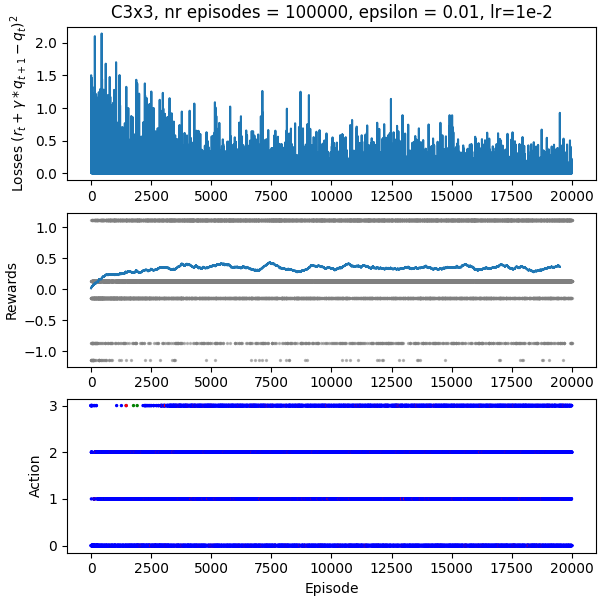 C3x3, nr episodes = 100000, epsilon = 0.01, lr=1e-2
Losses (r_t + γ * q_{t+1} − q_t)^2
2.0
1.5
1.0
0.5
0.0
0 2500 5000 7500 10000 12500 15000 17500 20000
Rewards
1.0
0.5
0.0
−0.5
−1.0
0 2500 5000 7500 10000 12500 15000 17500 20000
Action
3
2
1
0
0 2500 5000 7500 10000 12500 15000 17500 20000
Episode